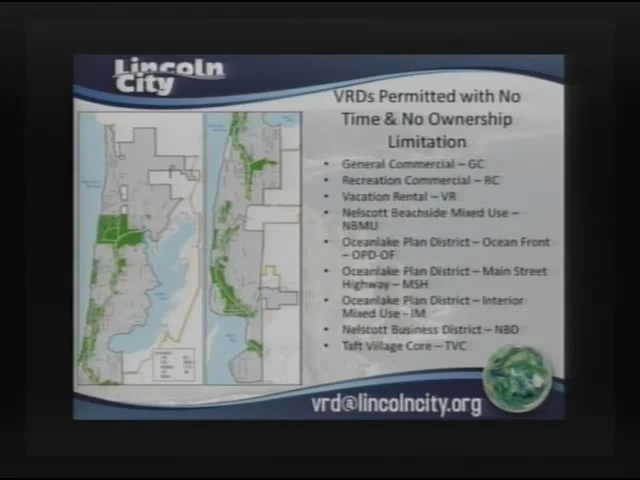 Lincoln
City
VRDs Permitted with No
Time & No Ownership
Limitation
• General Commercial – GC
• Recreation Commercial – RC
• Vacation Rental – VR
• Nelscott Beachside Mixed Use –
NBMU
• Oceanlake Plan District – Ocean Front
– OPD-OF
• Oceanlake Plan District – Main Street
Highway – MSH
• Oceanlake Plan District – Interior
Mixed Use - IM
• Nelscott Business District – NBD
• Taft Village Core – TVC
vrd@lincolncity.org